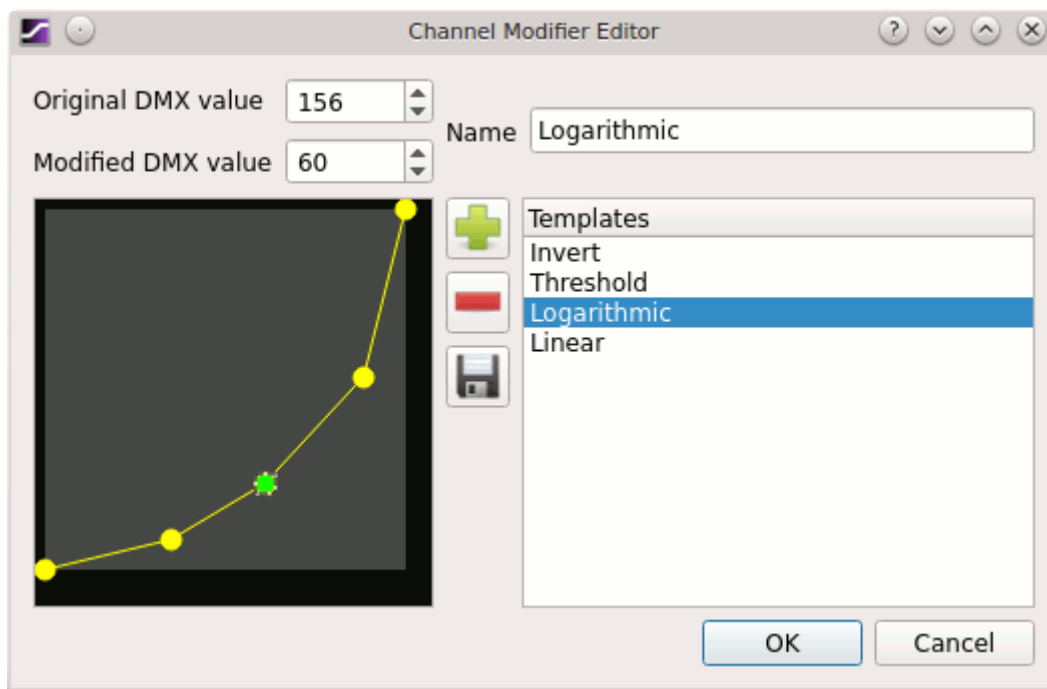 Channel Modifier Editor
Original DMX value 156
Modified DMX value 60
Name Logarithmic
Templates
Invert
Threshold
Logarithmic
Linear
OK Cancel